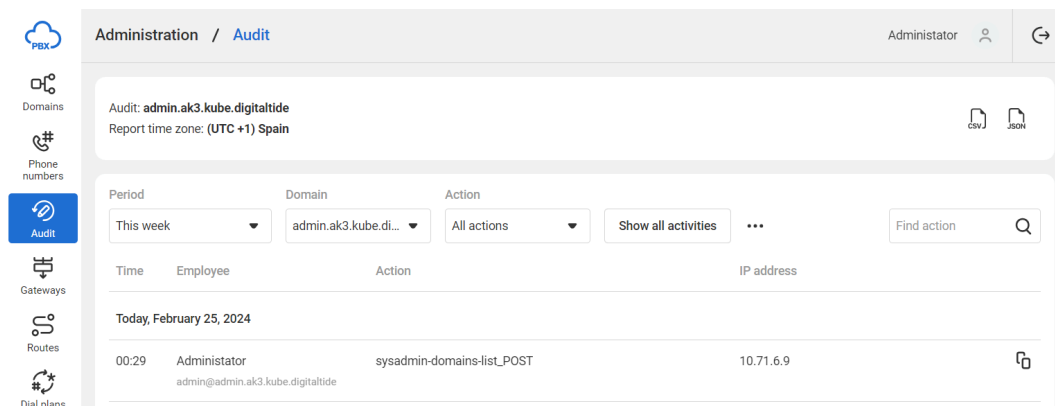 PBX
Administration / Audit
Administator
Domains
Phone
numbers
Audit
Gateways
Routes
Dial plans
Audit: admin.ak3.kube.digitaltide
Report time zone: (UTC +1) Spain
CSV JSON
Period Domain Action
This week admin.ak3.kube.di... All actions Show all activities ... Find action
Time Employee Action IP address
Today, February 25, 2024
00:29 Administator sysadmin-domains-list_POST 10.71.6.9
admin@admin.ak3.kube.digitaltide